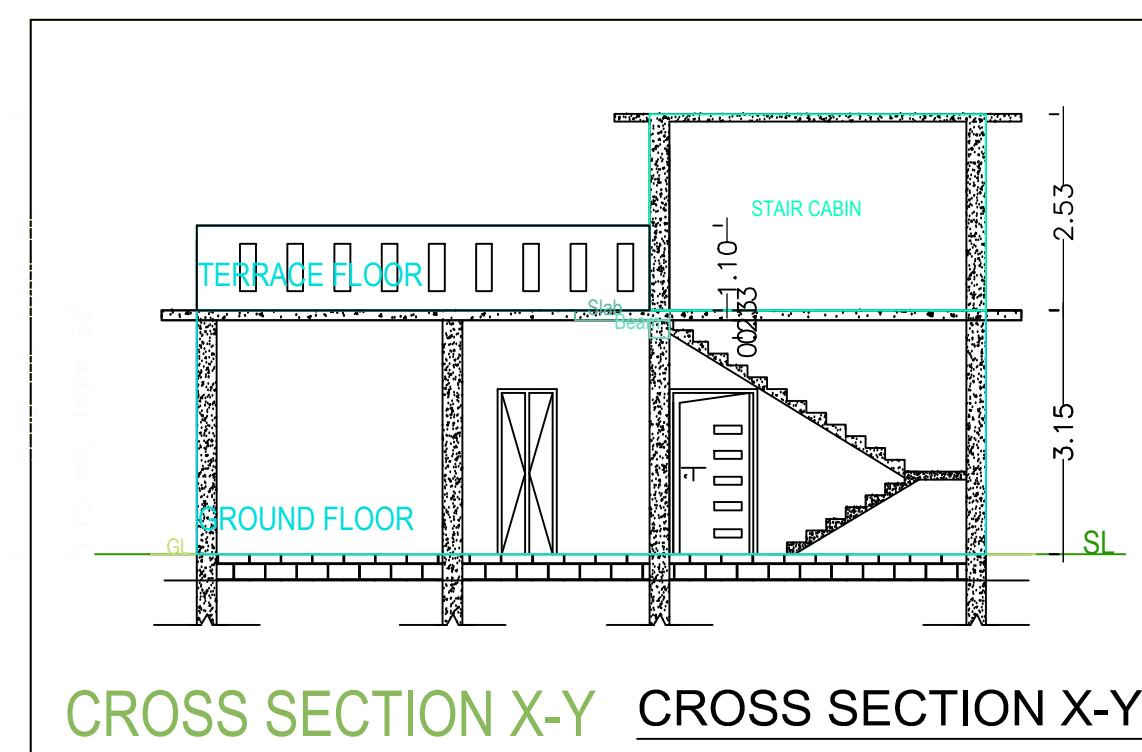 STAIR CABIN
2.53
1.10
TERRACE FLOOR
Slab
Beam
3.15
GROUND FLOOR
GL
SL
CROSS SECTION X-Y
CROSS SECTION X-Y